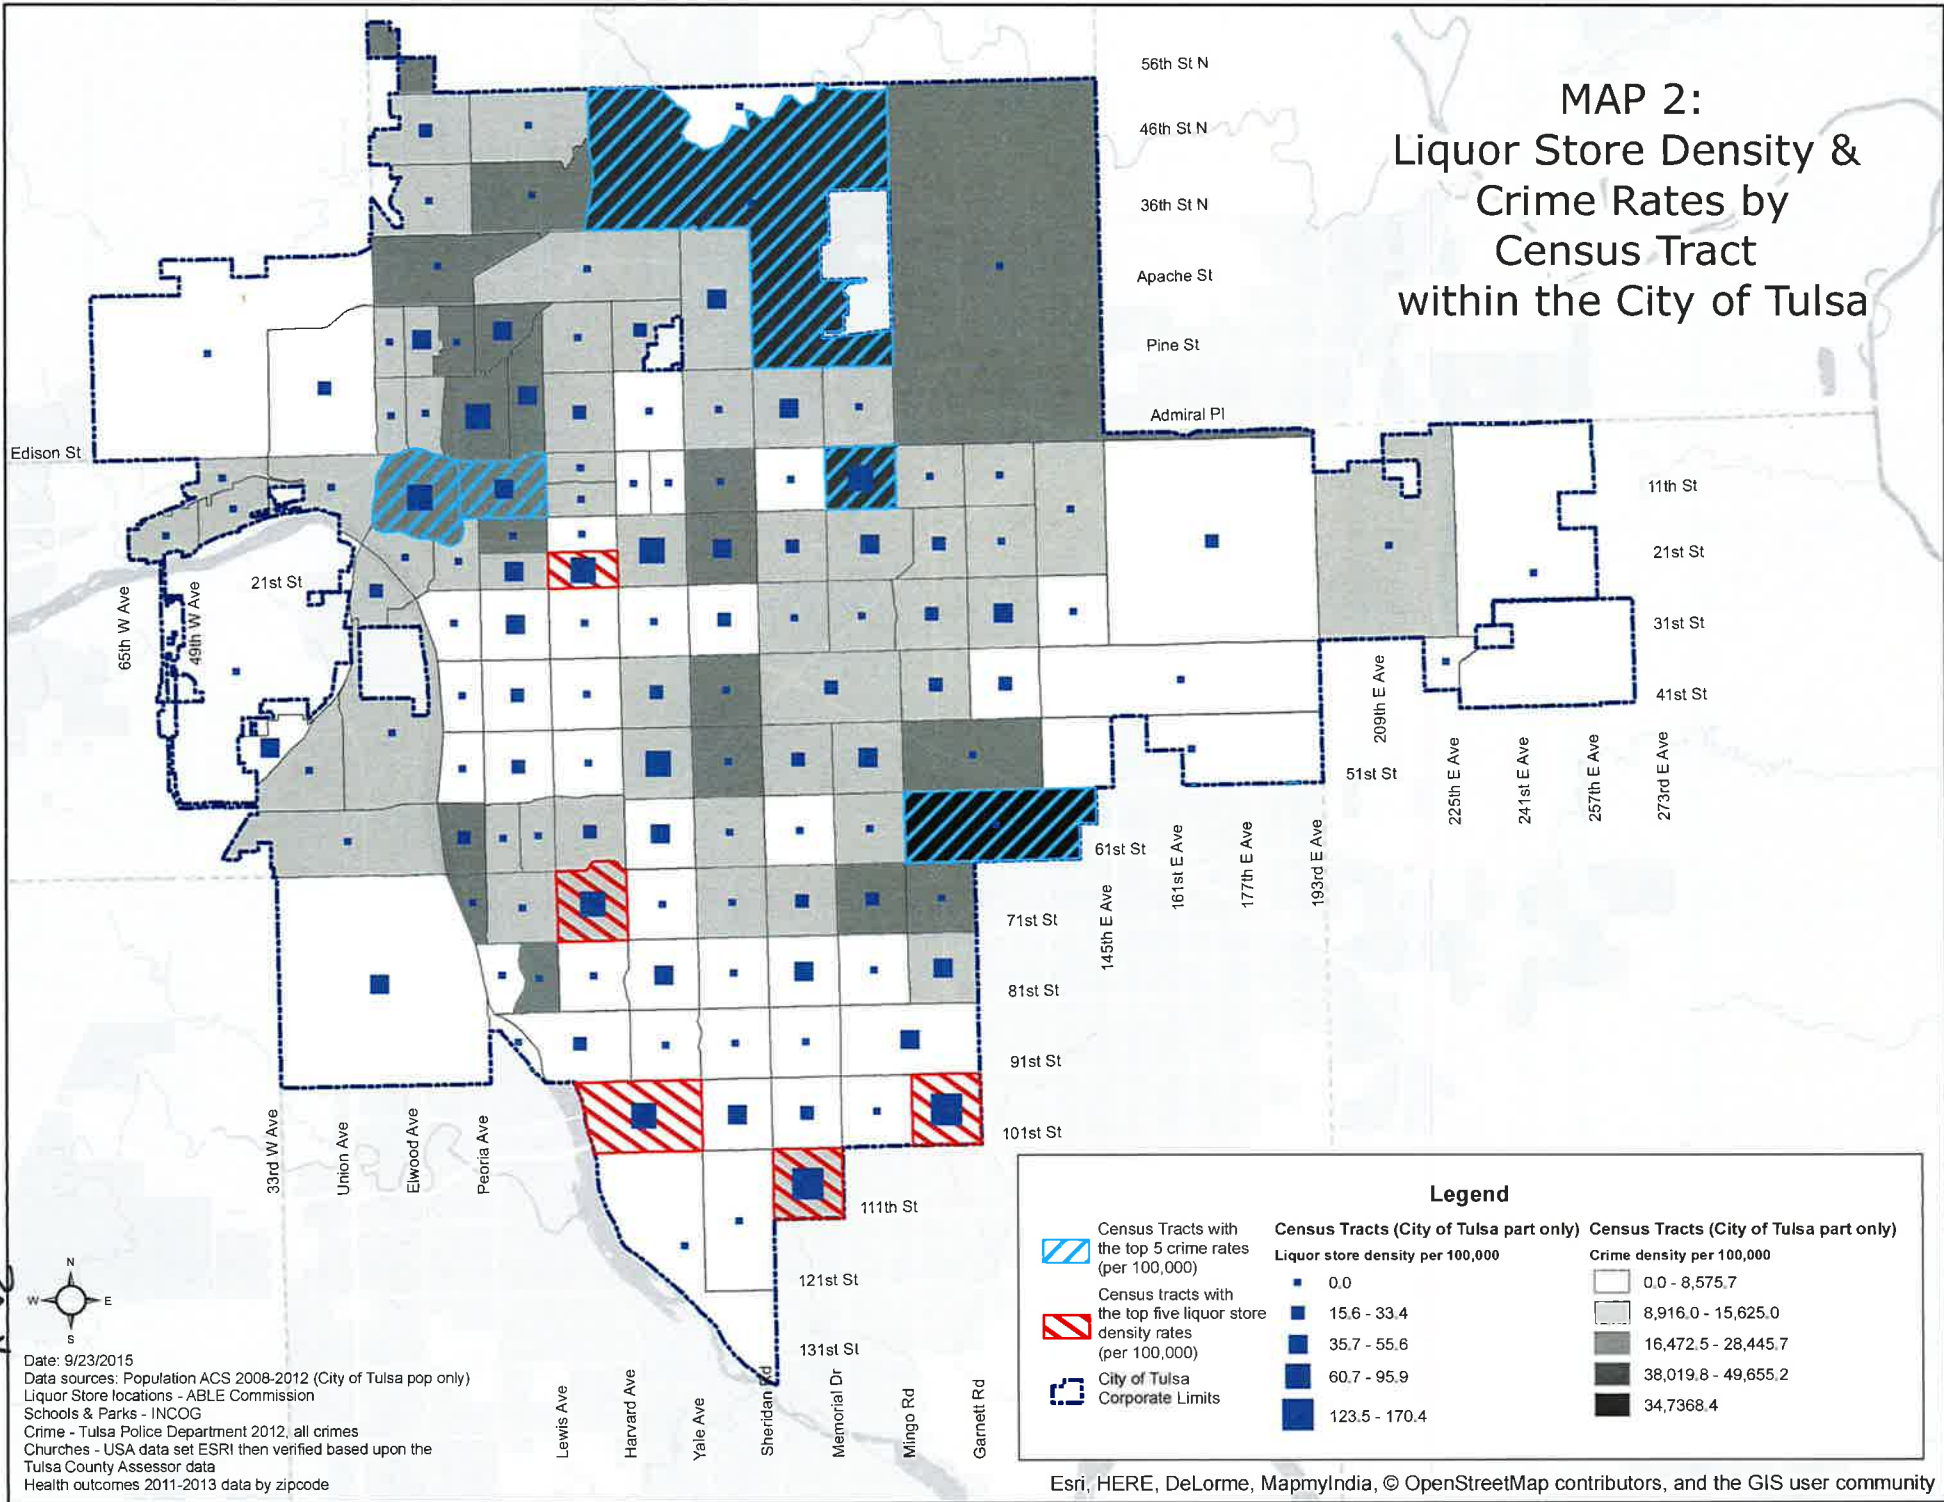 MAP 2:
Liquor Store Density &
Crime Rates by
Census Tract
within the City of Tulsa
56th St N
46th St N
36th St N
Apache St
Pine St
Admiral Pl
Edison St
11th St
21st St
31st St
41st St
21st St
65th W Ave
49th W Ave
51st St
61st St
71st St
81st St
91st St
101st St
111th St
121st St
131st St
145th E Ave
161st E Ave
177th E Ave
193rd E Ave
209th E Ave
225th E Ave
241st E Ave
257th E Ave
273rd E Ave
33rd W Ave
Union Ave
Elwood Ave
Peoria Ave
Lewis Ave
Harvard Ave
Yale Ave
Sheridan Rd
Memorial Dr
Mingo Rd
Garnett Rd
N
W
E
S
Date: 9/23/2015
Data sources: Population ACS 2008-2012 (City of Tulsa pop only)
Liquor Store locations - ABLE Commission
Schools & Parks - INCOG
Crime - Tulsa Police Department 2012, all crimes
Churches - USA data set ESRI then verified based upon the
Tulsa County Assessor data
Health outcomes 2011-2013 data by zipcode
Legend
Census Tracts with
the top 5 crime rates
(per 100,000)
Census tracts with
the top five liquor store
density rates
(per 100,000)
City of Tulsa
Corporate Limits
Census Tracts (City of Tulsa part only)
Liquor store density per 100,000
0.0
15.6 - 33.4
35.7 - 55.6
60.7 - 95.9
123.5 - 170.4
Census Tracts (City of Tulsa part only)
Crime density per 100,000
0.0 - 8,575.7
8,916.0 - 15,625.0
16,472.5 - 28,445.7
38,019.8 - 49,655.2
34,7368.4
Esri, HERE, DeLorme, MapmyIndia, © OpenStreetMap contributors, and the GIS user community